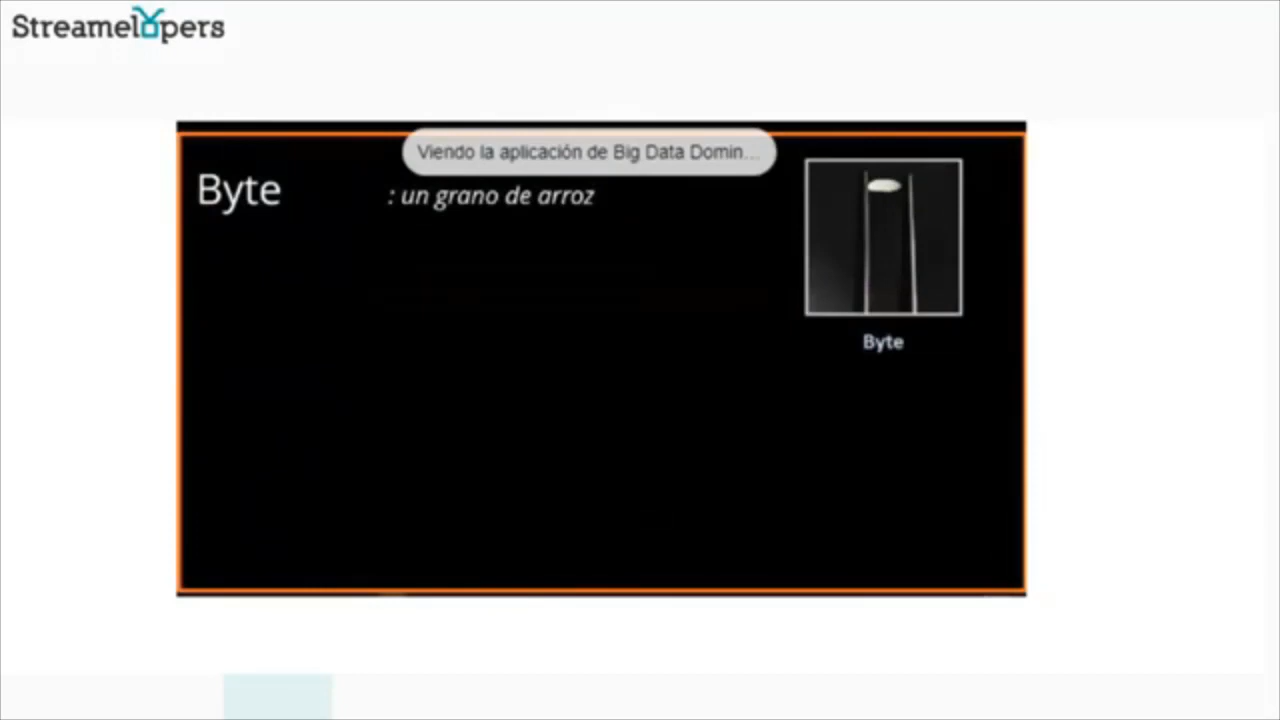 Streamelopers
Viendo la aplicación de Big Data Domin...
Byte
: un grano de arroz
Byte